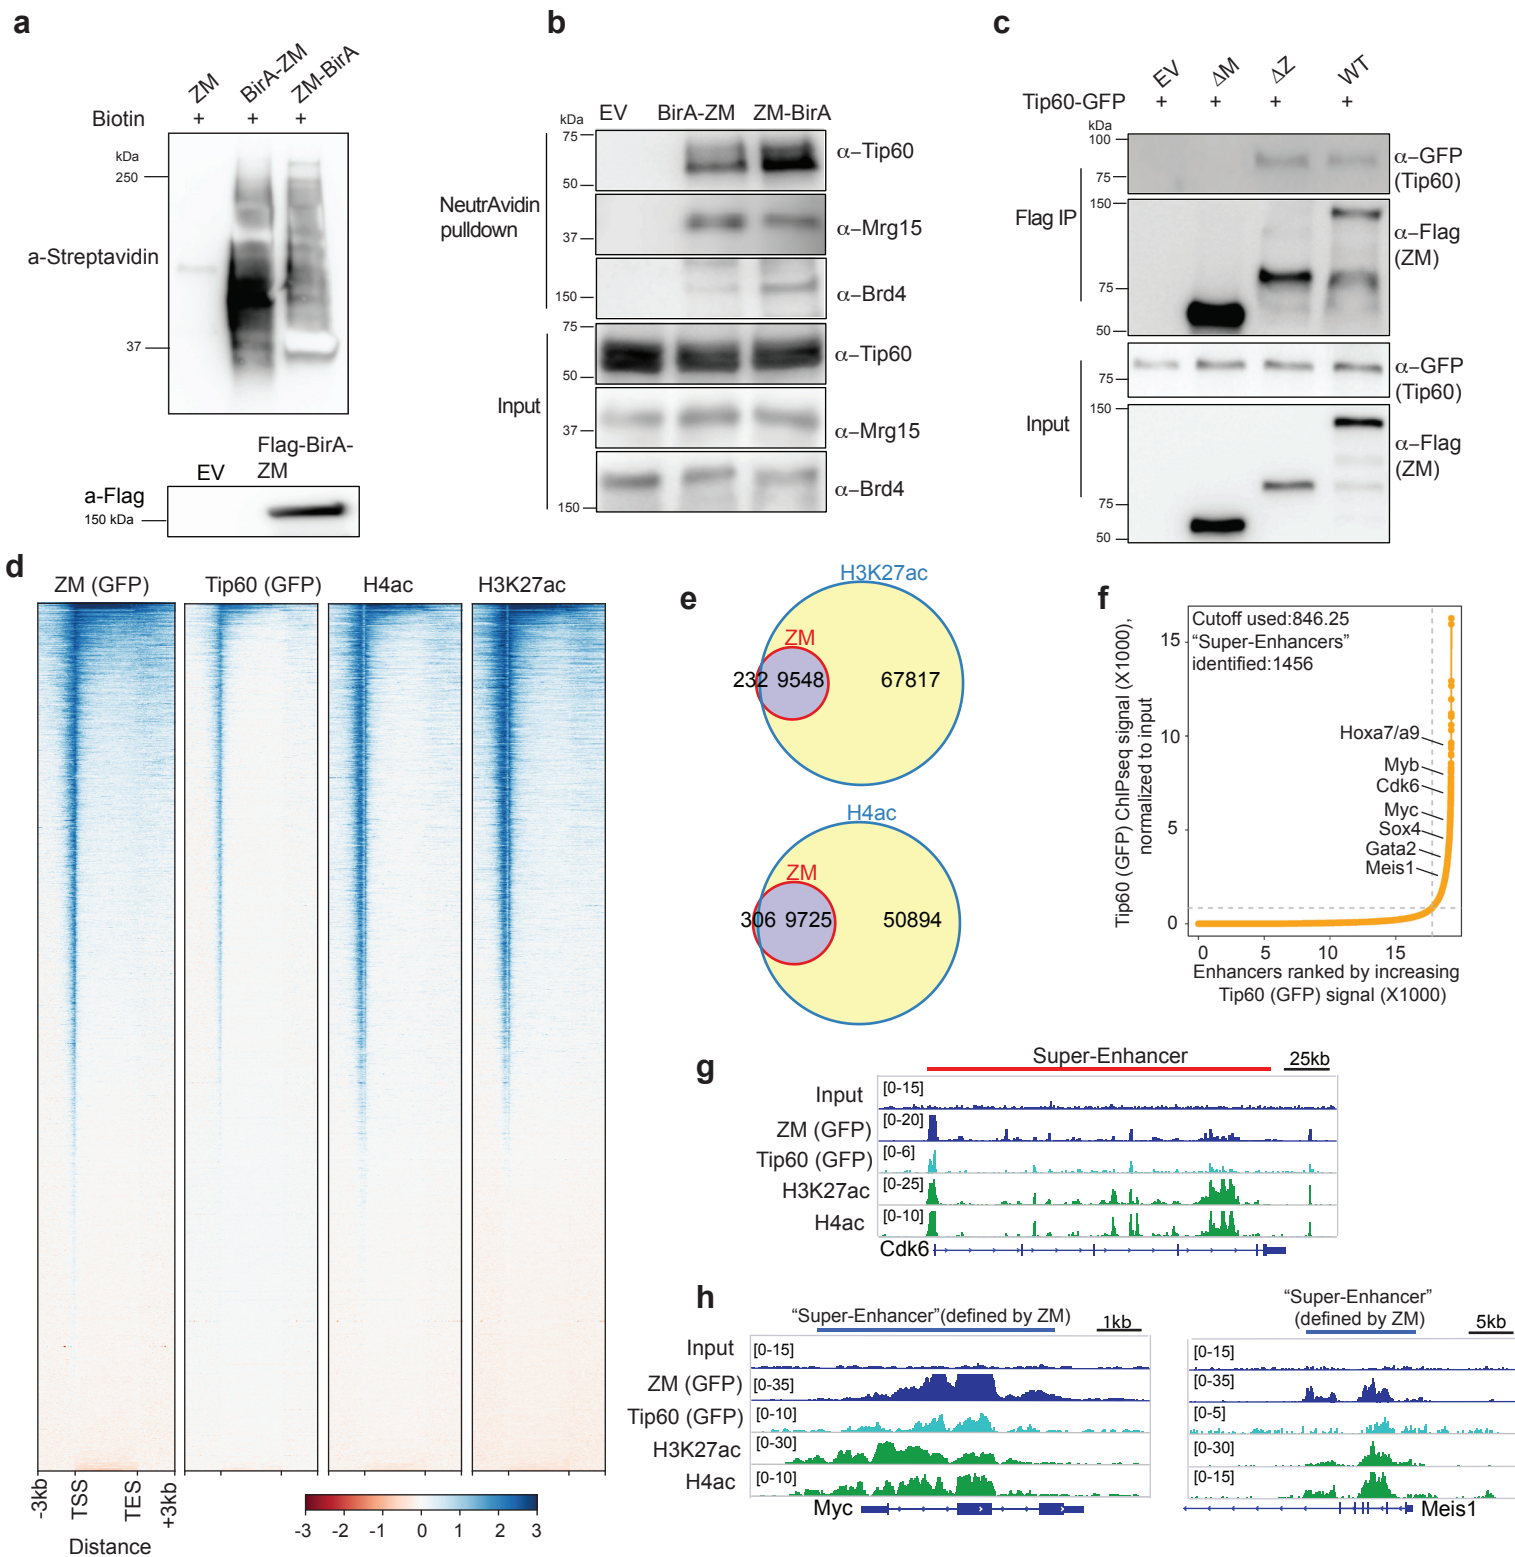 a
ZM
BirA-ZM
ZM-BirA
Biotin + + +
kDa
250
a-Streptavidin
37
EV
Flag-BirA-
ZM
a-Flag
150 kDa
b
kDa EV BirA-ZM ZM-BirA
75
α–Tip60
50
NeutrAvidin
pulldown
α–Mrg15
37
α–Brd4
150
75
α–Tip60
50
Input
α–Mrg15
37
α–Brd4
150
c
EV
ΔM
ΔZ
WT
Tip60-GFP + + + +
kDa
100
α–GFP
(Tip60)
75
Flag IP
150
α–Flag
(ZM)
75
50
α–GFP
(Tip60)
75
Input
150
α–Flag
(ZM)
75
50
d
ZM (GFP) Tip60 (GFP) H4ac H3K27ac
-3kb
TSS
TES
+3kb
Distance
-3 -2 -1 0 1 2 3
e
H3K27ac
ZM
232 9548 67817
H4ac
ZM
306 9725 50894
f
Tip60 (GFP) ChIPseq signal (X1000),
normalized to input
Cutoff used:846.25
“Super-Enhancers”
identified:1456
15
10
5
0
Hoxa7/a9
Myb
Cdk6
Myc
Sox4
Gata2
Meis1
0 5 10 15
Enhancers ranked by increasing
Tip60 (GFP) signal (X1000)
g
Super-Enhancer 25kb
Input [0-15]
ZM (GFP) [0-20]
Tip60 (GFP) [0-6]
H3K27ac [0-25]
H4ac [0-10]
Cdk6
h
“Super-Enhancer”(defined by ZM) 1kb
Input [0-15]
ZM (GFP) [0-35]
Tip60 (GFP) [0-10]
H3K27ac [0-30]
H4ac [0-10]
Myc
“Super-Enhancer”
(defined by ZM) 5kb
[0-15]
[0-35]
[0-5]
[0-30]
[0-15]
Meis1